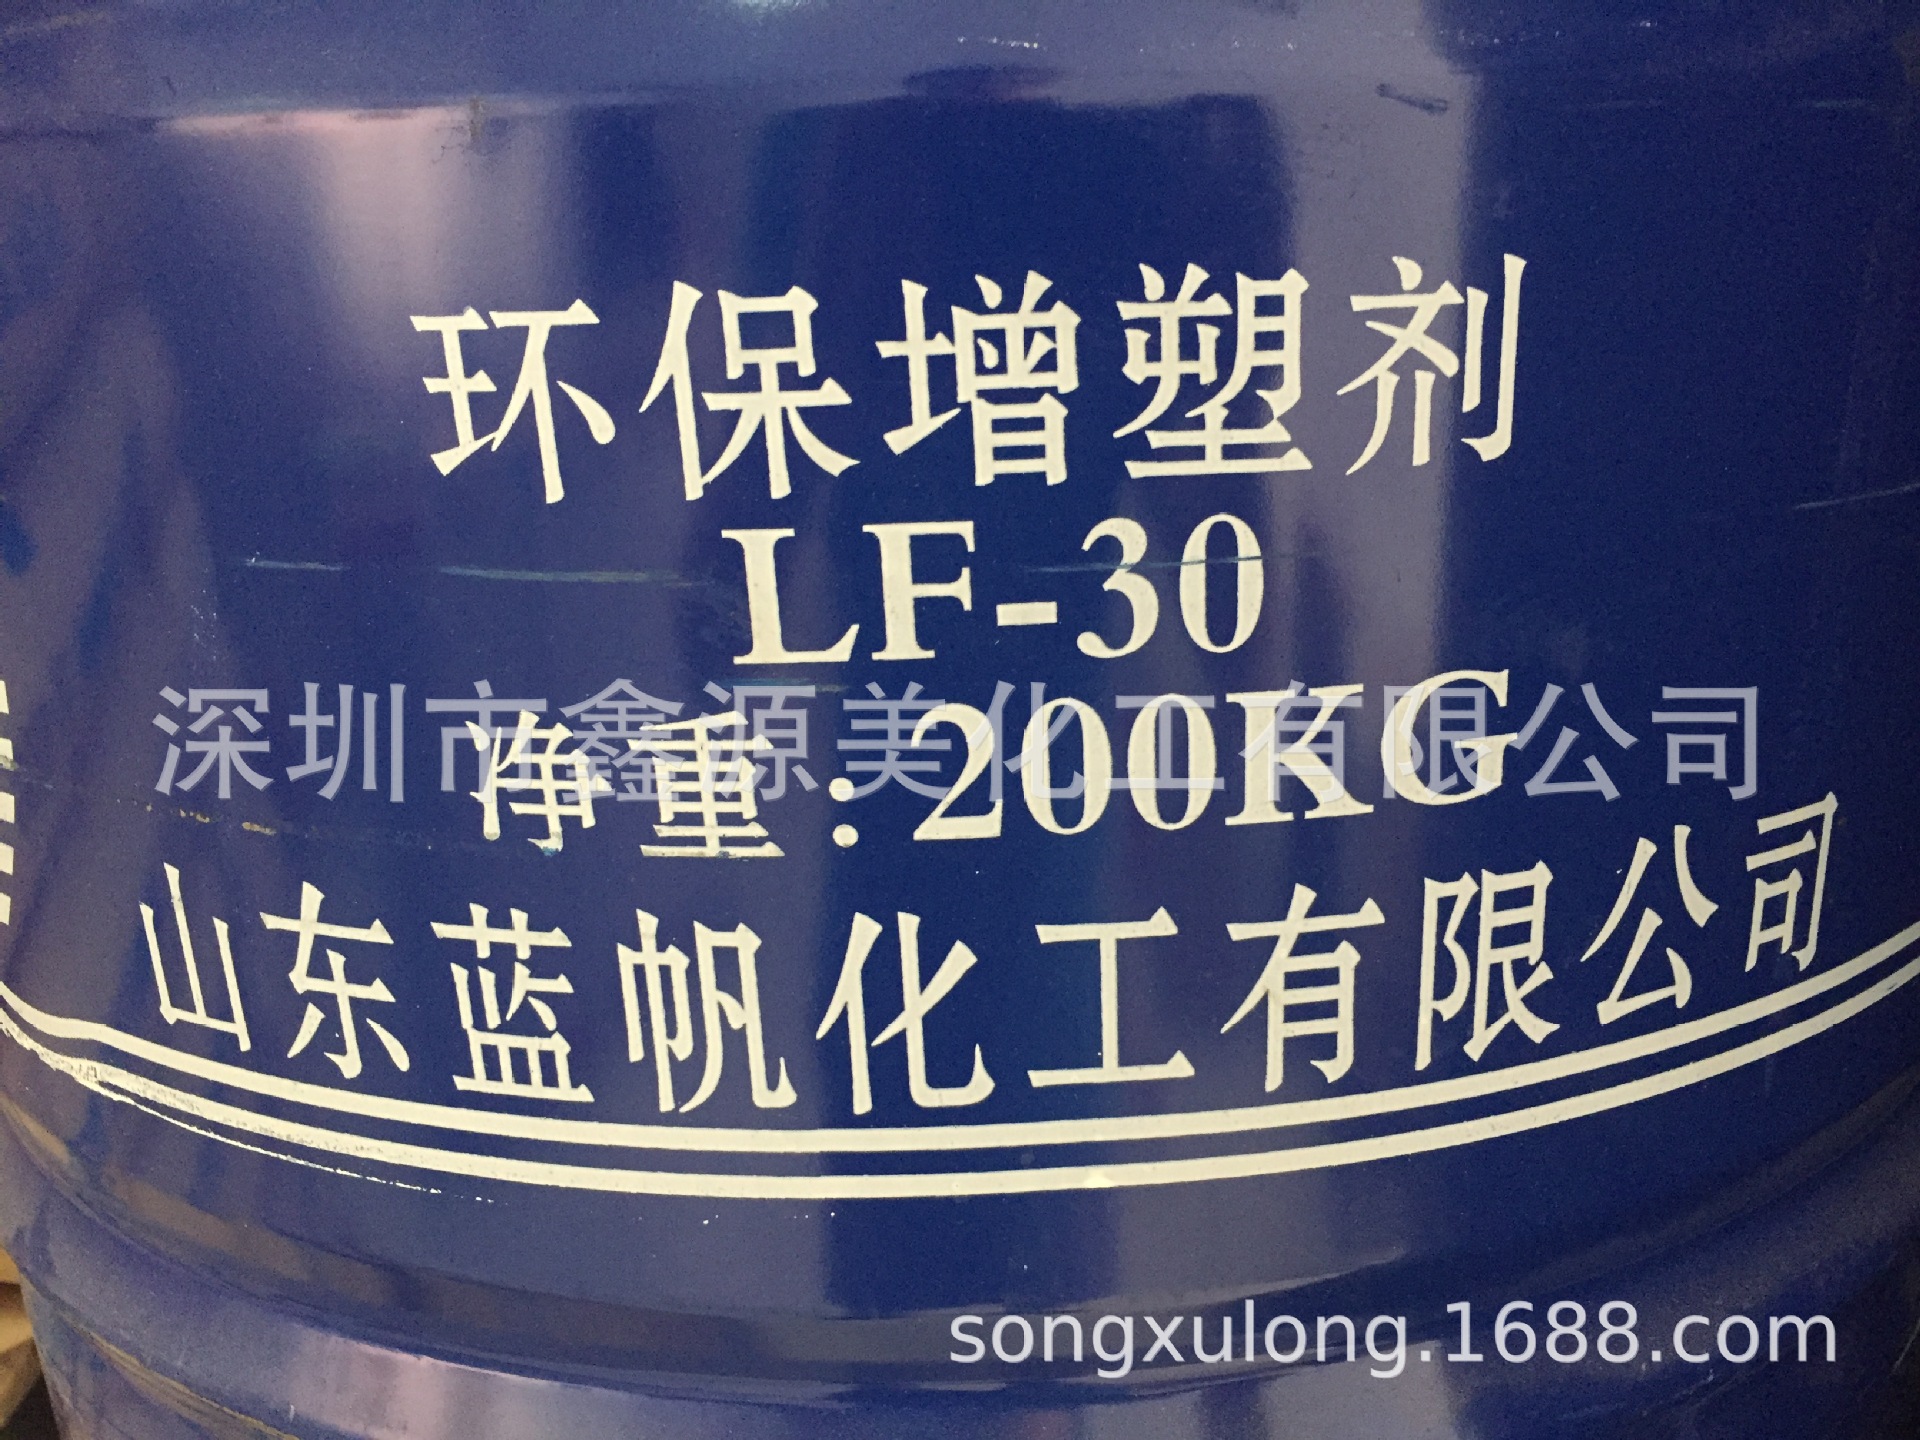 环保增塑剂
LF-30
深圳市鑫源美化工有限公司
净重:200KG
山东蓝帆化工有限公司
songxulong.1688.com